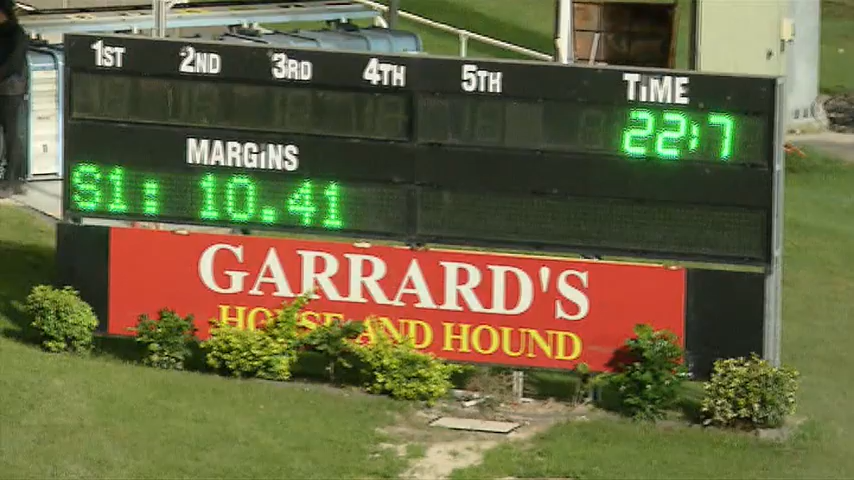 1ST 2ND 3RD 4TH 5TH TIME
22:7
MARGINS
S1: 10.41
GARRARD'S
HORSE AND HOUND